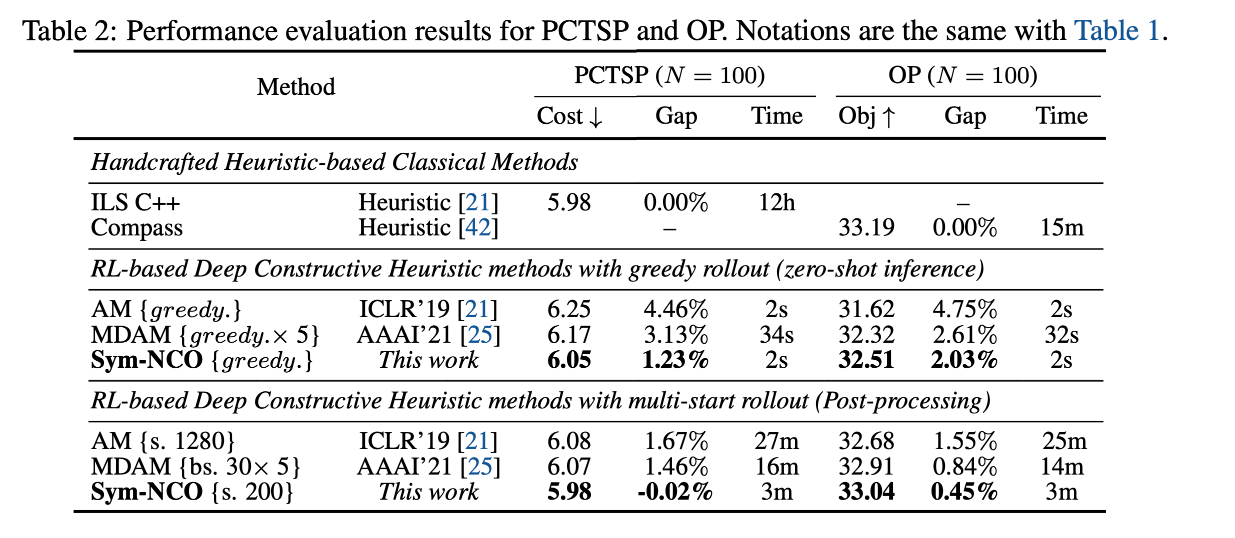 Table 2: Performance evaluation results for PCTSP and OP. Notations are the same with Table 1.
Method PCTSP (N = 100) OP (N = 100)
Cost ↓ Gap Time Obj ↑ Gap Time
Handcrafted Heuristic-based Classical Methods
ILS C++ Heuristic [21] 5.98 0.00% 12h –
Compass Heuristic [42] – 33.19 0.00% 15m
RL-based Deep Constructive Heuristic methods with greedy rollout (zero-shot inference)
AM {greedy.} ICLR'19 [21] 6.25 4.46% 2s 31.62 4.75% 2s
MDAM {greedy.× 5} AAAI'21 [25] 6.17 3.13% 34s 32.32 2.61% 32s
Sym-NCO {greedy.} This work 6.05 1.23% 2s 32.51 2.03% 2s
RL-based Deep Constructive Heuristic methods with multi-start rollout (Post-processing)
AM {s. 1280} ICLR'19 [21] 6.08 1.67% 27m 32.68 1.55% 25m
MDAM {bs. 30× 5} AAAI'21 [25] 6.07 1.46% 16m 32.91 0.84% 14m
Sym-NCO {s. 200} This work 5.98 -0.02% 3m 33.04 0.45% 3m